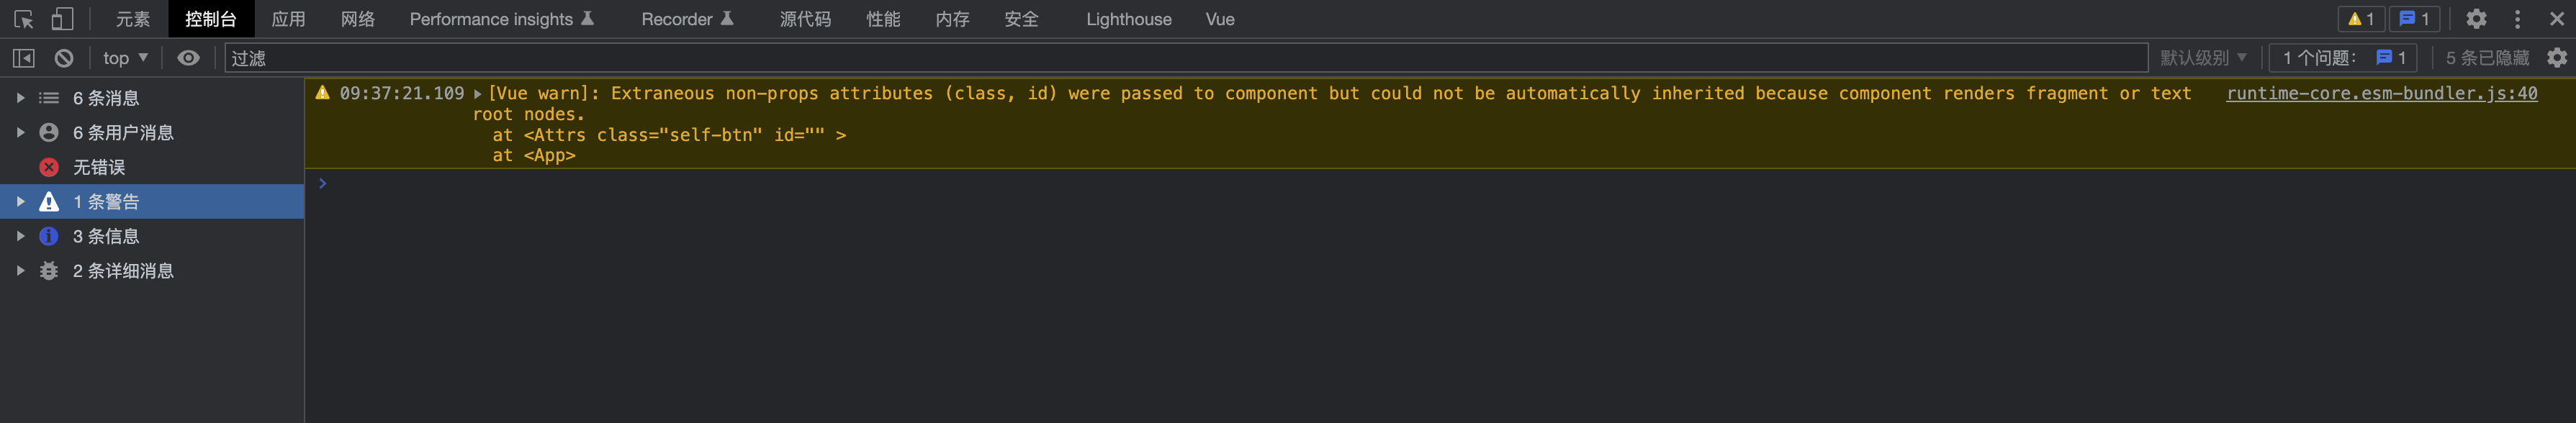 元素 控制台 应用 网络 Performance insights Recorder 源代码 性能 内存 安全 Lighthouse Vue 1 1
top 过滤 默认级别 1 个问题: 1 5 条已隐藏
6 条消息
6 条用户消息
无错误
1 条警告
3 条信息
2 条详细消息
09:37:21.109 [Vue warn]: Extraneous non-props attributes (class, id) were passed to component but could not be automatically inherited because component renders fragment or text runtime-core.esm-bundler.js:40
root nodes.
at <Attrs class="self-btn" id="" >
at <App>